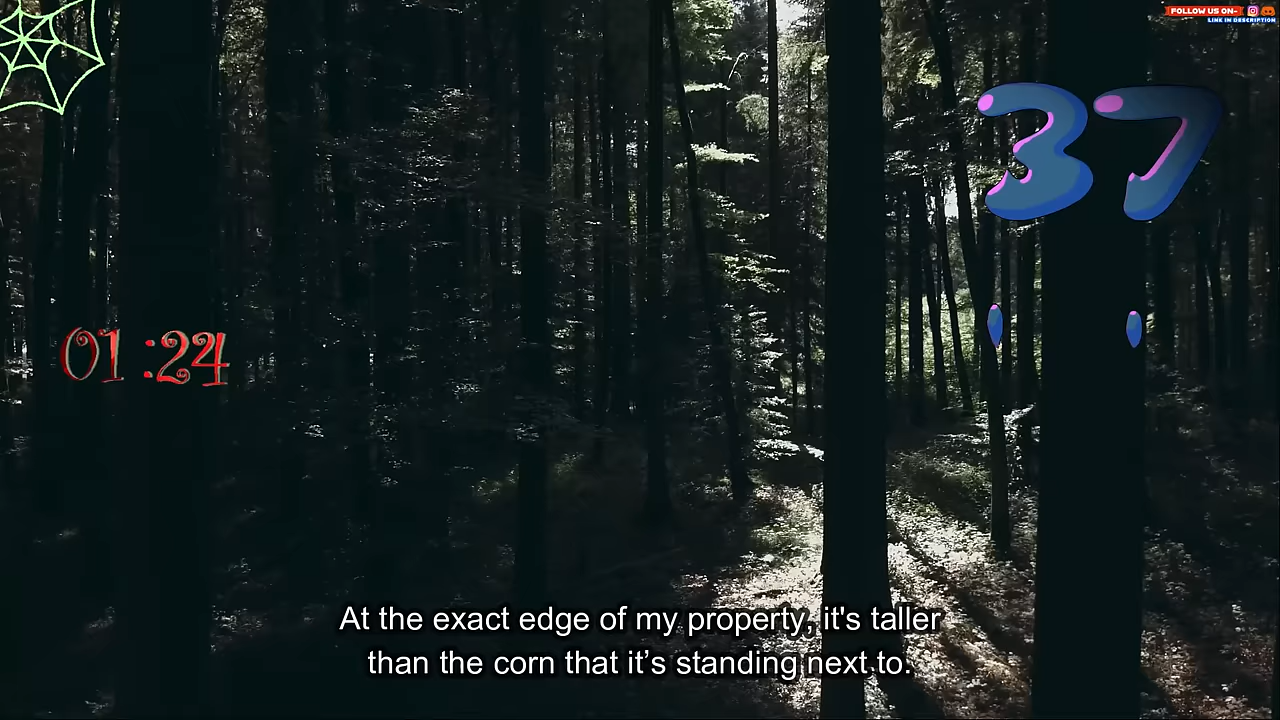 FOLLOW US ON-
LINK IN DESCRIPTION
37
01:24
At the exact edge of my property, it's taller
than the corn that it’s standing next to.